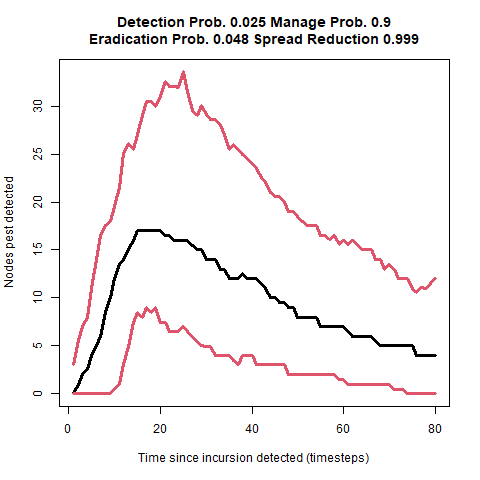 Detection Prob. 0.025 Manage Prob. 0.9
Eradication Prob. 0.048 Spread Reduction 0.999
Nodes pest detected
30
25
20
15
10
5
0
0 20 40 60 80
Time since incursion detected (timesteps)